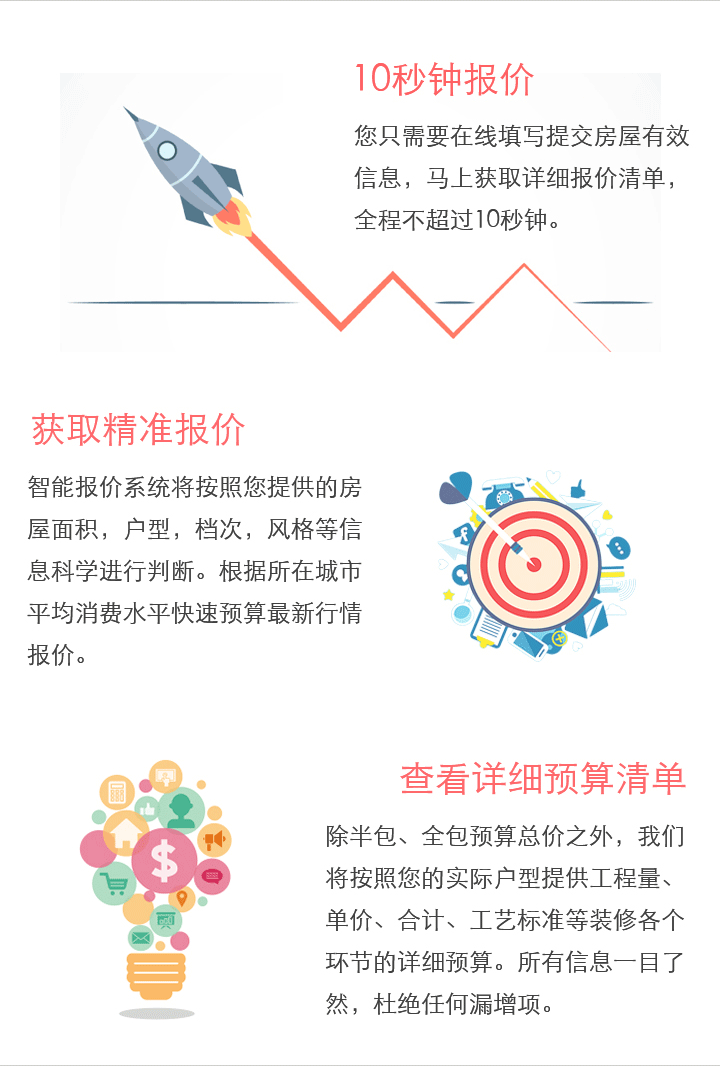 10秒钟报价
您只需要在线填写提交房屋有效
信息，马上获取详细报价清单，
全程不超过10秒钟。
获取精准报价
智能报价系统将按照您提供的房
屋面积，户型，档次，风格等信
息科学进行判断。根据所在城市
平均消费水平快速预算最新行情
报价。
查看详细预算清单
除半包、全包预算总价之外，我们
将按照您的实际户型提供工程量、
单价、合计、工艺标准等装修各个
环节的详细预算。所有信息一目了
然，杜绝任何漏增项。